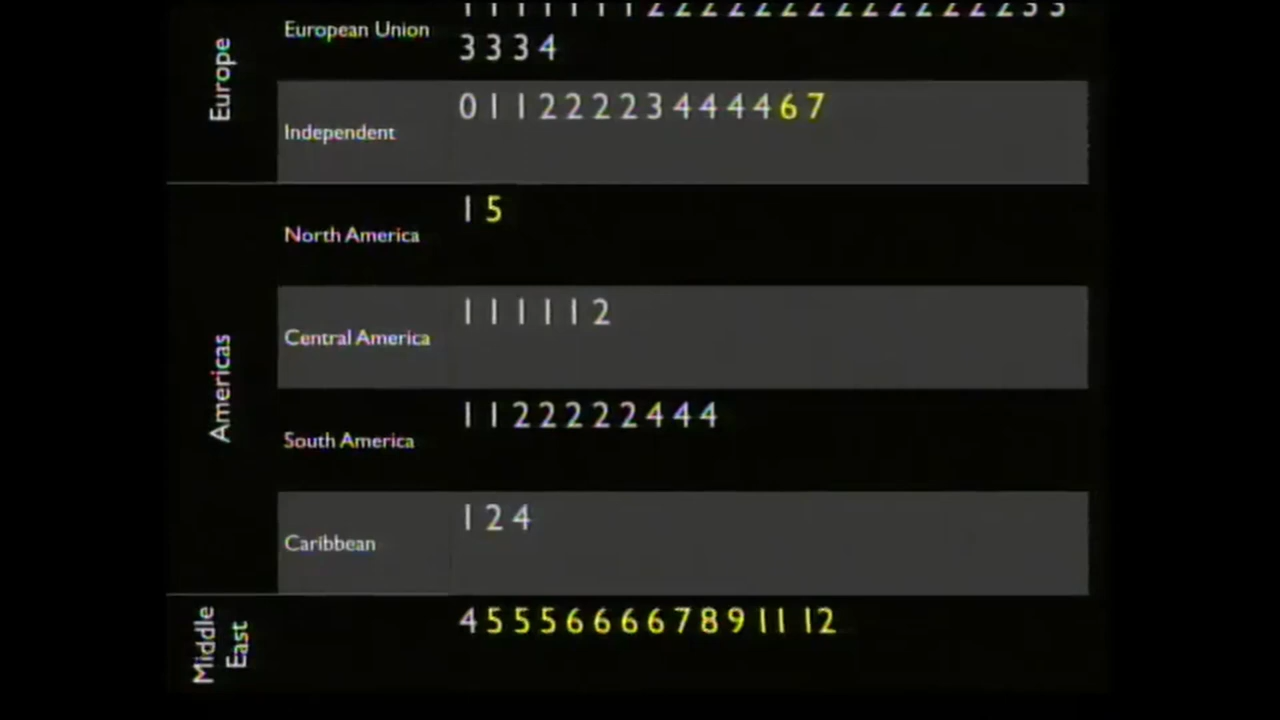 Europe
European Union
1 1 1 1 1 1 1 2 2 2 2 2 2 2 2 2 2 2 2 2 2 3 3
3 3 3 4
Independent
0 1 1 2 2 2 2 3 4 4 4 4 6 7
Americas
North America
1 5
Central America
1 1 1 1 1 2
South America
1 1 2 2 2 2 2 4 4 4
Caribbean
1 2 4
Middle
East
4 5 5 5 6 6 6 6 7 8 9 11 12